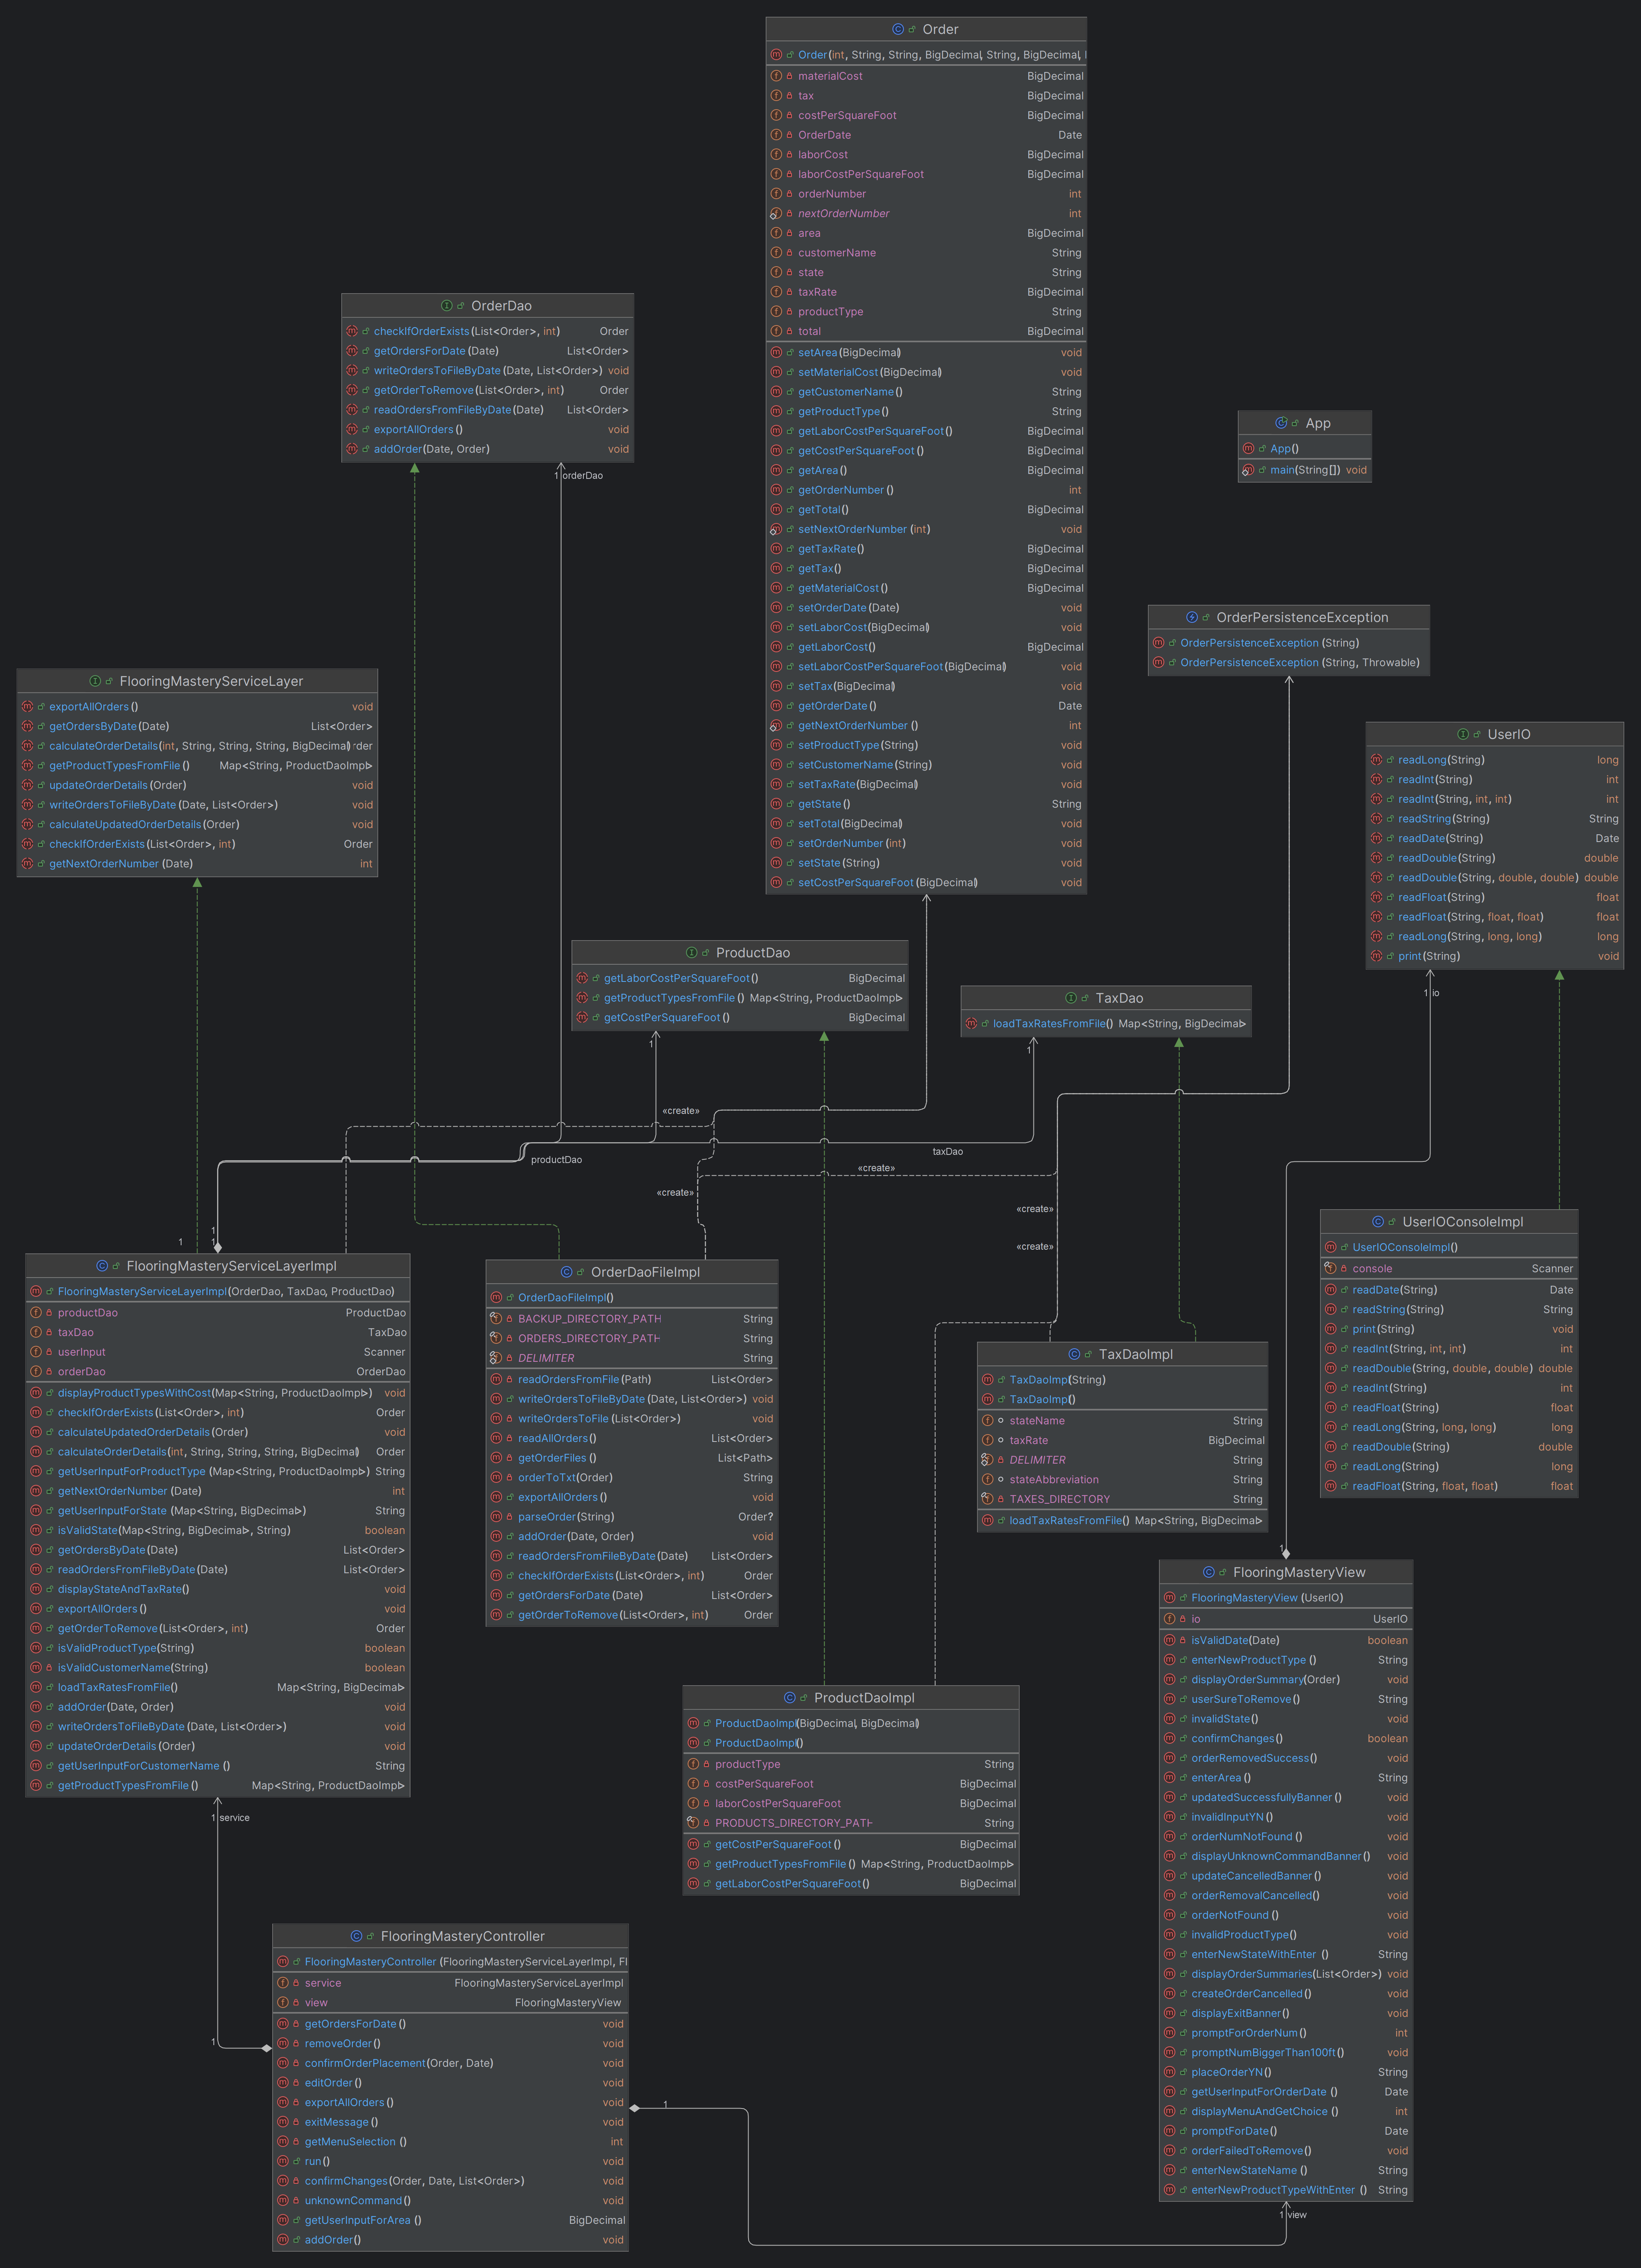 Order
Order(int, String, String, BigDecimal, String, BigDecimal,
materialCost BigDecimal
tax BigDecimal
costPerSquareFoot BigDecimal
OrderDate Date
laborCost BigDecimal
laborCostPerSquareFoot BigDecimal
orderNumber int
nextOrderNumber int
area BigDecimal
customerName String
state String
taxRate BigDecimal
productType String
total BigDecimal
setArea(BigDecimal) void
setMaterialCost(BigDecimal) void
getCustomerName() String
getProductType() String
getLaborCostPerSquareFoot() BigDecimal
getCostPerSquareFoot() BigDecimal
getArea() BigDecimal
getOrderNumber() int
getTotal() BigDecimal
setNextOrderNumber(int) void
getTaxRate() BigDecimal
getTax() BigDecimal
getMaterialCost() BigDecimal
setOrderDate(Date) void
setLaborCost(BigDecimal) void
getLaborCost() BigDecimal
setLaborCostPerSquareFoot(BigDecimal) void
setTax(BigDecimal) void
getOrderDate() Date
getNextOrderNumber() int
setProductType(String) void
setCustomerName(String) void
setTaxRate(BigDecimal) void
getState() String
setTotal(BigDecimal) void
setOrderNumber(int) void
setState(String) void
setCostPerSquareFoot(BigDecimal) void
OrderDao
checkIfOrderExists(List<Order>, int) Order
getOrdersForDate(Date) List<Order>
writeOrdersToFileByDate(Date, List<Order>) void
getOrderToRemove(List<Order>, int) Order
readOrdersFromFileByDate(Date) List<Order>
exportAllOrders() void
addOrder(Date, Order) void
1 orderDao
App
App()
main(String[]) void
OrderPersistenceException
OrderPersistenceException(String)
OrderPersistenceException(String, Throwable)
FlooringMasteryServiceLayer
exportAllOrders() void
getOrdersByDate(Date) List<Order>
calculateOrderDetails(int, String, String, String, BigDecimal) rder
getProductTypesFromFile() Map<String, ProductDaoImpl>
updateOrderDetails(Order) void
writeOrdersToFileByDate(Date, List<Order>) void
calculateUpdatedOrderDetails(Order) void
checkIfOrderExists(List<Order>, int) Order
getNextOrderNumber(Date) int
UserIO
readLong(String) long
readInt(String) int
readInt(String, int, int) int
readString(String) String
readDate(String) Date
readDouble(String) double
readDouble(String, double, double) double
readFloat(String) float
readFloat(String, float, float) float
readLong(String, long, long) long
print(String) void
1 io
ProductDao
getLaborCostPerSquareFoot() BigDecimal
getProductTypesFromFile() Map<String, ProductDaoImpl>
getCostPerSquareFoot() BigDecimal
1
TaxDao
loadTaxRatesFromFile() Map<String, BigDecimal>
1
«create»
productDao
taxDao
«create»
«create»
«create»
«create»
1
1
1
FlooringMasteryServiceLayerImpl
FlooringMasteryServiceLayerImpl(OrderDao, TaxDao, ProductDao)
productDao ProductDao
taxDao TaxDao
userInput Scanner
orderDao OrderDao
displayProductTypesWithCost(Map<String, ProductDaoImpl>) void
checkIfOrderExists(List<Order>, int) Order
calculateUpdatedOrderDetails(Order) void
calculateOrderDetails(int, String, String, String, BigDecimal) Order
getUserInputForProductType(Map<String, ProductDaoImpl>) String
getNextOrderNumber(Date) int
getUserInputForState(Map<String, BigDecimal>) String
isValidState(Map<String, BigDecimal>, String) boolean
getOrdersByDate(Date) List<Order>
readOrdersFromFileByDate(Date) List<Order>
displayStateAndTaxRate() void
exportAllOrders() void
getOrderToRemove(List<Order>, int) Order
isValidProductType(String) boolean
isValidCustomerName(String) boolean
loadTaxRatesFromFile() Map<String, BigDecimal>
addOrder(Date, Order) void
writeOrdersToFileByDate(Date, List<Order>) void
updateOrderDetails(Order) void
getUserInputForCustomerName() String
getProductTypesFromFile() Map<String, ProductDaoImpl>
1 service
OrderDaoFileImpl
OrderDaoFileImpl()
BACKUP_DIRECTORY_PATH String
ORDERS_DIRECTORY_PATH String
DELIMITER String
readOrdersFromFile(Path) List<Order>
writeOrdersToFileByDate(Date, List<Order>) void
writeOrdersToFile(List<Order>) void
readAllOrders() List<Order>
getOrderFiles() List<Path>
orderToTxt(Order) String
exportAllOrders() void
parseOrder(String) Order?
addOrder(Date, Order) void
readOrdersFromFileByDate(Date) List<Order>
checkIfOrderExists(List<Order>, int) Order
getOrdersForDate(Date) List<Order>
getOrderToRemove(List<Order>, int) Order
TaxDaoImpl
TaxDaoImp(String)
TaxDaoImp()
stateName String
taxRate BigDecimal
DELIMITER String
stateAbbreviation String
TAXES_DIRECTORY String
loadTaxRatesFromFile() Map<String, BigDecimal>
UserIOConsoleImpl
UserIOConsoleImpl()
console Scanner
readDate(String) Date
readString(String) String
print(String) void
readInt(String, int, int) int
readDouble(String, double, double) double
readInt(String) int
readFloat(String) float
readLong(String, long, long) long
readDouble(String) double
readLong(String) long
readFloat(String, float, float) float
1
FlooringMasteryView
FlooringMasteryView(UserIO)
io UserIO
isValidDate(Date) boolean
enterNewProductType() String
displayOrderSummary(Order) void
userSureToRemove() String
invalidState() void
confirmChanges() boolean
orderRemovedSuccess() void
enterArea() String
updatedSuccessfullyBanner() void
invalidInputYN() void
orderNumNotFound() void
displayUnknownCommandBanner() void
updateCancelledBanner() void
orderRemovalCancelled() void
orderNotFound() void
invalidProductType() void
enterNewStateWithEnter() String
displayOrderSummaries(List<Order>) void
createOrderCancelled() void
displayExitBanner() void
promptForOrderNum() int
promptNumBiggerThan100ft() void
placeOrderYN() String
getUserInputForOrderDate() Date
displayMenuAndGetChoice() int
promptForDate() Date
orderFailedToRemove() void
enterNewStateName() String
enterNewProductTypeWithEnter() String
1 view
ProductDaoImpl
ProductDaoImpl(BigDecimal, BigDecimal)
ProductDaoImpl()
productType String
costPerSquareFoot BigDecimal
laborCostPerSquareFoot BigDecimal
PRODUCTS_DIRECTORY_PATH String
getCostPerSquareFoot() BigDecimal
getProductTypesFromFile() Map<String, ProductDaoImpl>
getLaborCostPerSquareFoot() BigDecimal
FlooringMasteryController
FlooringMasteryController(FlooringMasteryServiceLayerImpl, Fl
service FlooringMasteryServiceLayerImpl
view FlooringMasteryView
getOrdersForDate() void
removeOrder() void
confirmOrderPlacement(Order, Date) void
editOrder() void
exportAllOrders() void
exitMessage() void
getMenuSelection() int
run() void
confirmChanges(Order, Date, List<Order>) void
unknownCommand() void
getUserInputForArea() BigDecimal
addOrder() void
1
1